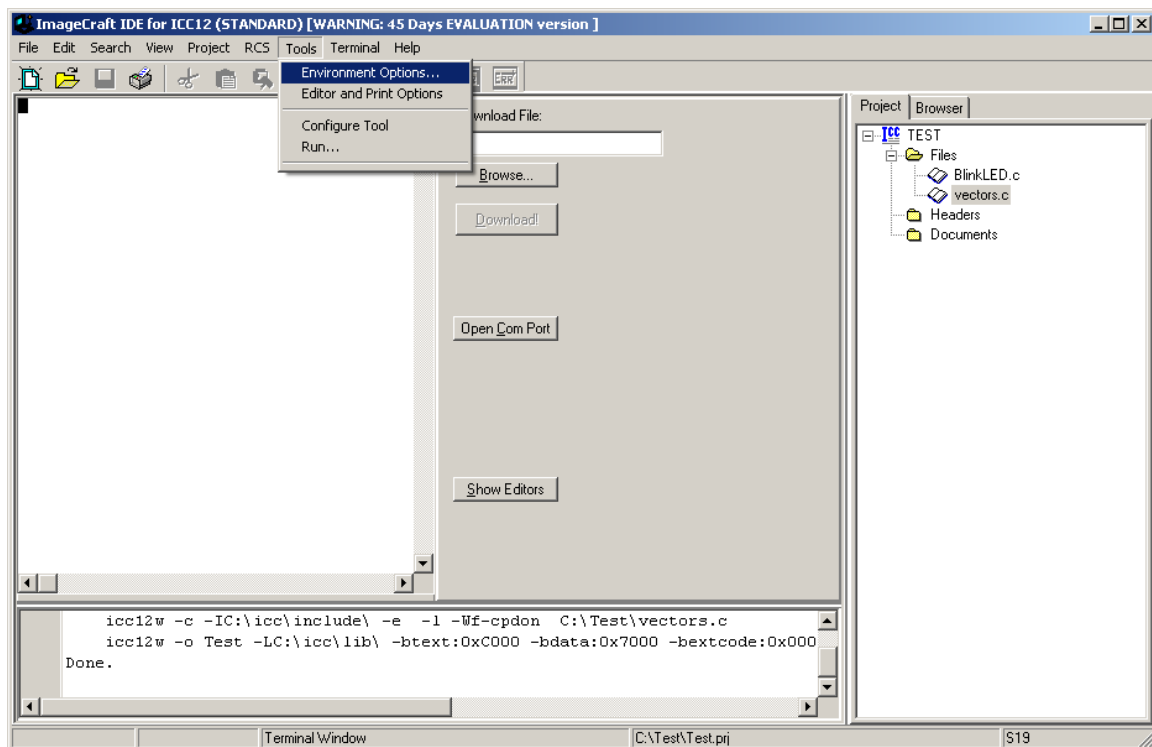 ImageCraft IDE for ICC12 (STANDARD) [WARNING: 45 Days EVALUATION version ]
File Edit Search View Project RCS Tools Terminal Help
Environment Options...
Editor and Print Options
Configure Tool
Run...
ERR
wnload File:
Browse...
Download!
Open Com Port
Show Editors
Project Browser
ICC TEST
Files
BlinkLED.c
vectors.c
Headers
Documents
icc12w -c -IC:\icc\include\ -e -l -Wf-cpdon C:\Test\vectors.c
icc12w -o Test -LC:\icc\lib\ -btext:0xC000 -bdata:0x7000 -bextcode:0x000
Done.
Terminal Window C:\Test\Test.prj S19